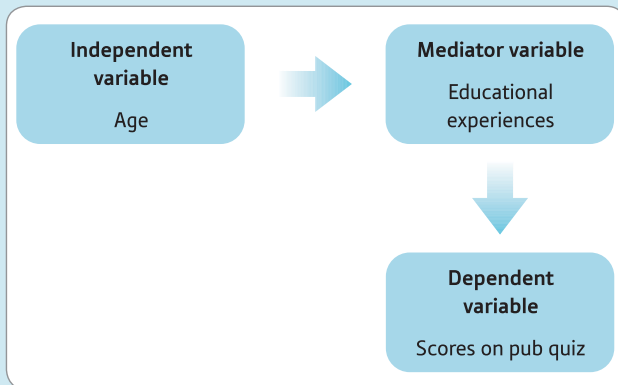 Independent
variable
Age
Mediator variable
Educational
experiences
Dependent
variable
Scores on pub quiz